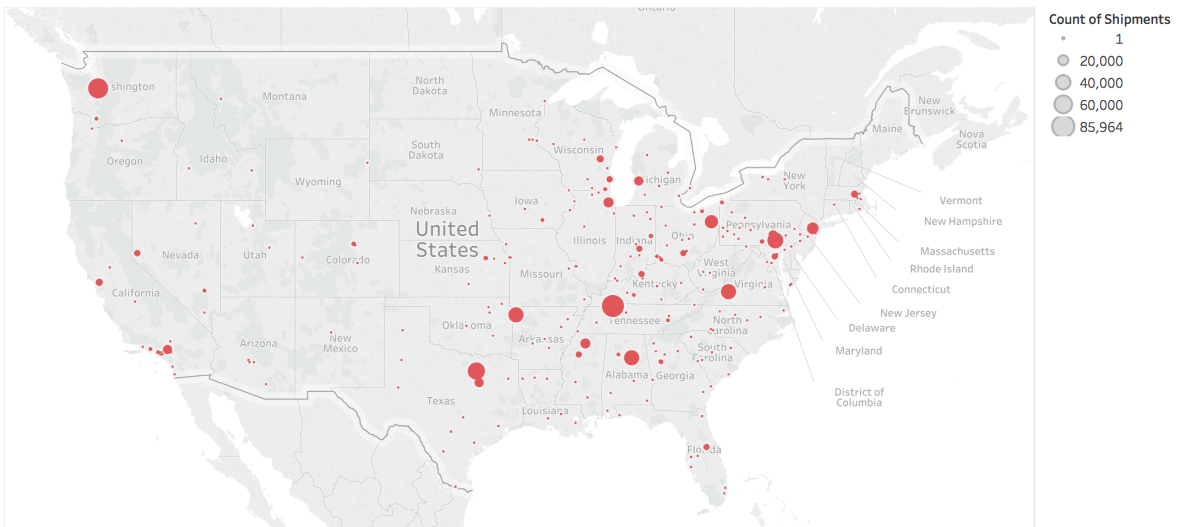 Ontario
Count of Shipments
1
20,000
40,000
60,000
85,964
shington
Montana
North
Dakota
Minnesota
New
Brunswick
Maine
Nova
Scotia
Oregon
Idaho
Wyoming
South
Dakota
Wisconsin
ichigan
New
York
Vermont
New Hampshire
Massachusetts
Rhode Island
Connecticut
New Jersey
Delaware
Maryland
District of
Columbia
Nebraska
Iowa
United
States
Illinois
Indiana
Ohio
Pennsylvania
Nevada
Utah
Colorado
Kansas
Missouri
West
Virginia
Virginia
Kentucky
California
Arizona
New
Mexico
Oklahoma
Arkansas
Tennessee
North
Carolina
South
Carolina
Texas
Louisiana
Alabama
Georgia
Florida